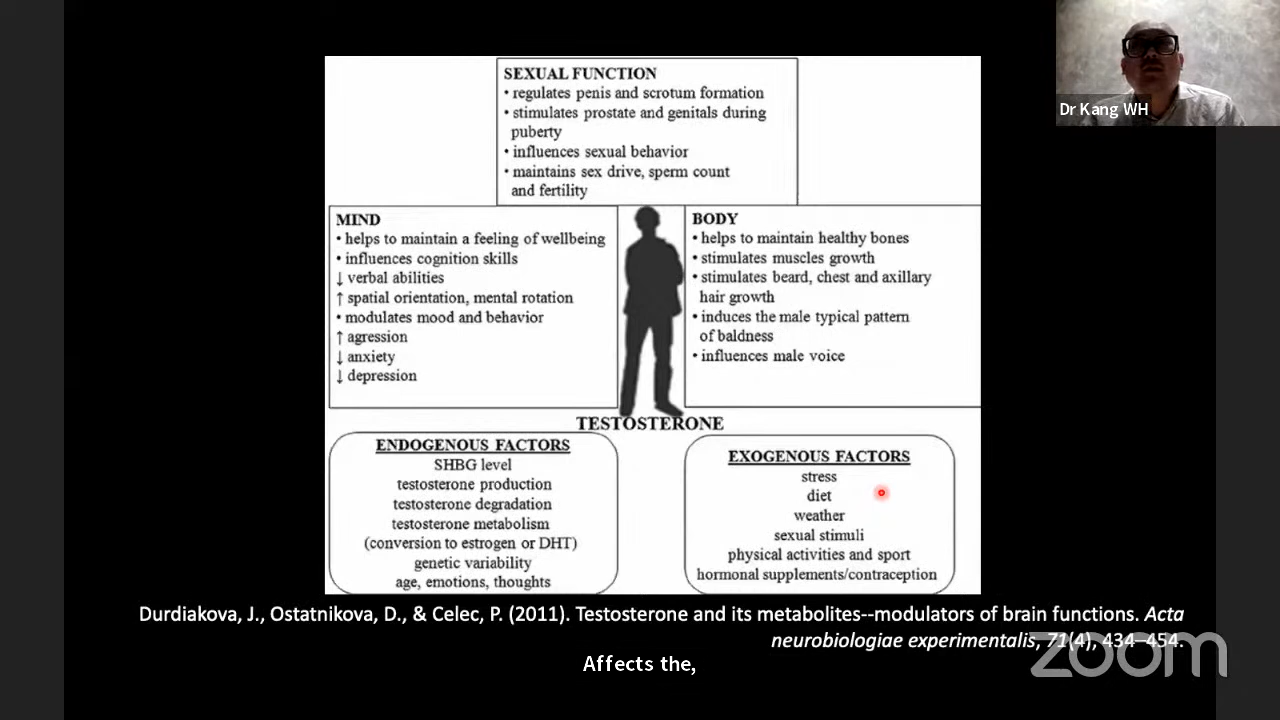 Dr Kang WH
SEXUAL FUNCTION
• regulates penis and scrotum formation
• stimulates prostate and genitals during
puberty
• influences sexual behavior
• maintains sex drive, sperm count
and fertility
MIND
• helps to maintain a feeling of wellbeing
• influences cognition skills
↓ verbal abilities
↑ spatial orientation, mental rotation
• modulates mood and behavior
↑ agression
↓ anxiety
↓ depression
BODY
• helps to maintain healthy bones
• stimulates muscles growth
• stimulates beard, chest and axillary
hair growth
• induces the male typical pattern
of baldness
• influences male voice
TESTOSTERONE
ENDOGENOUS FACTORS
SHBG level
testosterone production
testosterone degradation
testosterone metabolism
(conversion to estrogen or DHT)
genetic variability
age, emotions, thoughts
EXOGENOUS FACTORS
stress
diet
weather
sexual stimuli
physical activities and sport
hormonal supplements/contraception
Durdiakova, J., Ostatnikova, D., & Celec, P. (2011). Testosterone and its metabolites--modulators of brain functions. Acta
neurobiologiae experimentalis, 71(4), 434–454.
zoom
Affects the,